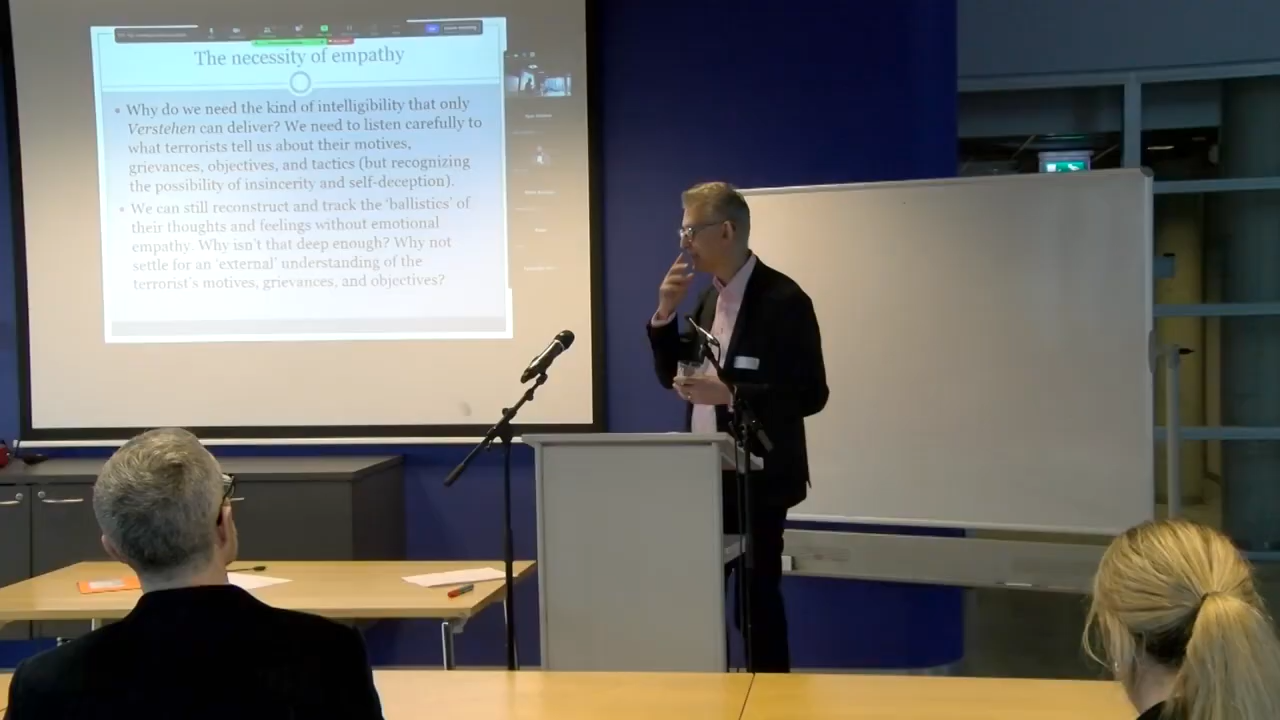 The necessity of empathy
• Why do we need the kind of intelligibility that only
Verstehen can deliver? We need to listen carefully to
what terrorists tell us about their motives,
grievances, objectives, and tactics (but recognizing
the possibility of insincerity and self-deception).
• We can still reconstruct and track the 'ballistics' of
their thoughts and feelings without emotional
empathy. Why isn't that deep enough? Why not
settle for an 'external' understanding of the
terrorist's motives, grievances, and objectives?